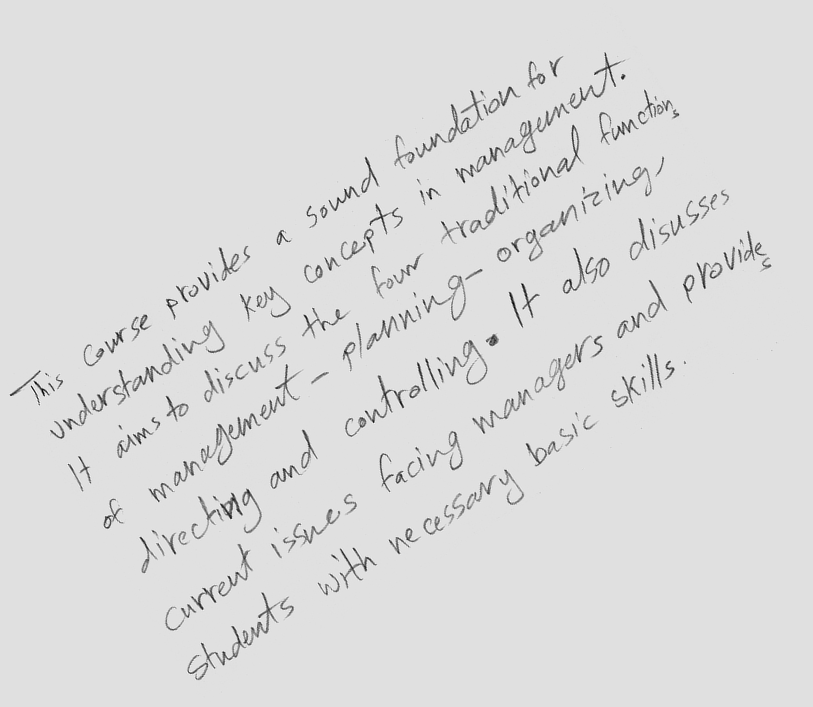 This course provides a sound foundation for
understanding key concepts in management.
It aims to discuss the four traditional functions
of management - planning - organizing,
directing and controlling. It also disusses
current issues facing managers and provides
students with necessary basic skills.